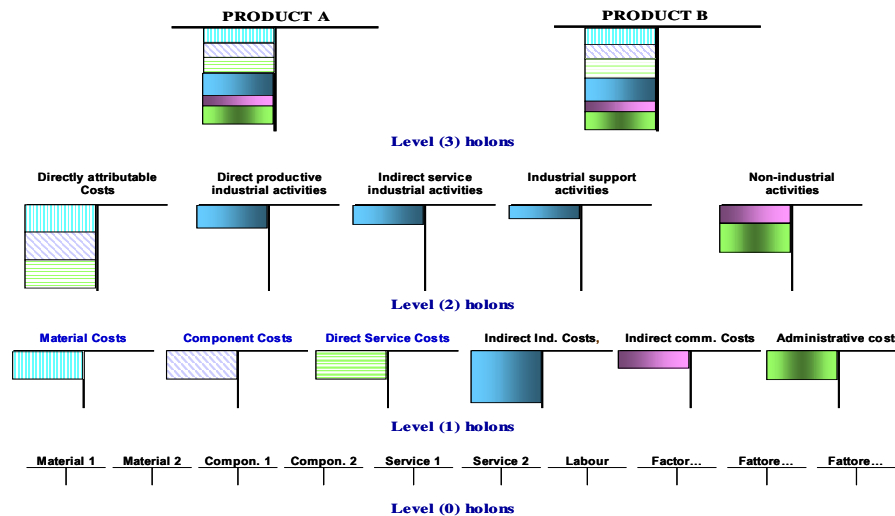 PRODUCT A PRODUCT B
Level (3) holons
Directly attributable Direct productive Indirect service Industrial support Non-industrial
Costs industrial activities industrial activities activities activities
Level (2) holons
Material Costs Component Costs Direct Service Costs Indirect Ind. Costs, Indirect comm. Costs Administrative cost
Level (1) holons
Material 1 Material 2 Compon. 1 Compon. 2 Service 1 Service 2 Labour Factor... Fattore... Fattore...
Level (0) holons